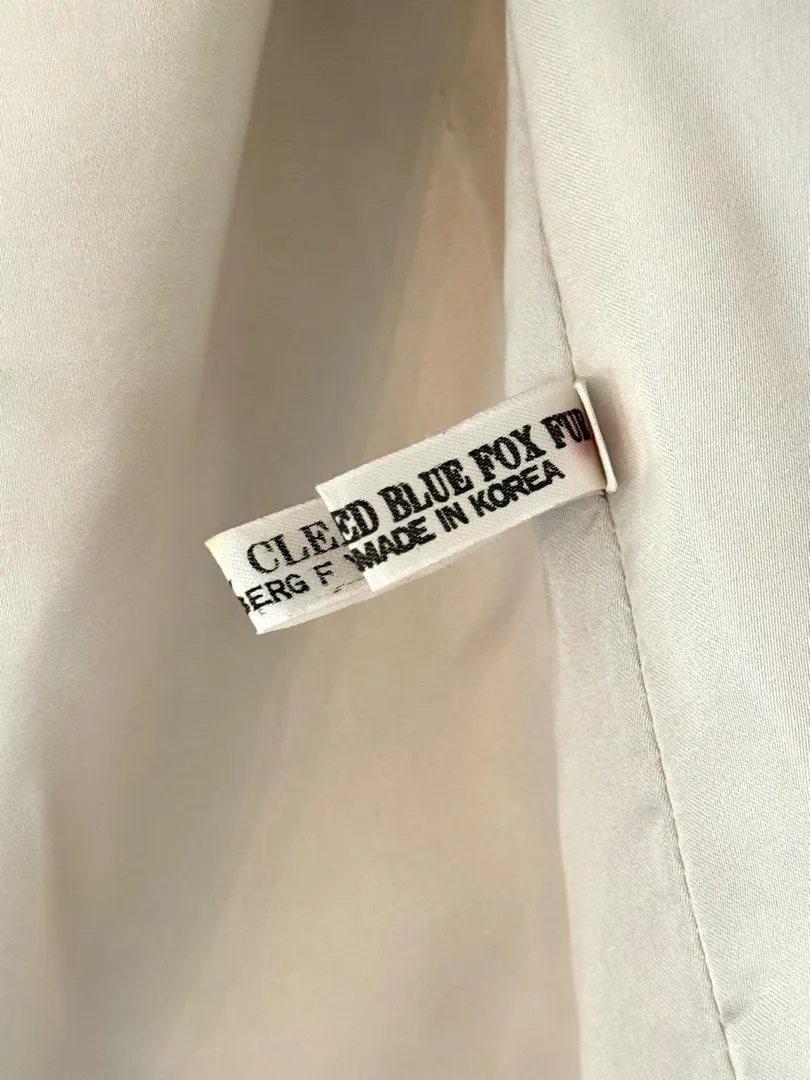 CLE
ED BLUE FOX FU
BERG F
MADE IN KOREA